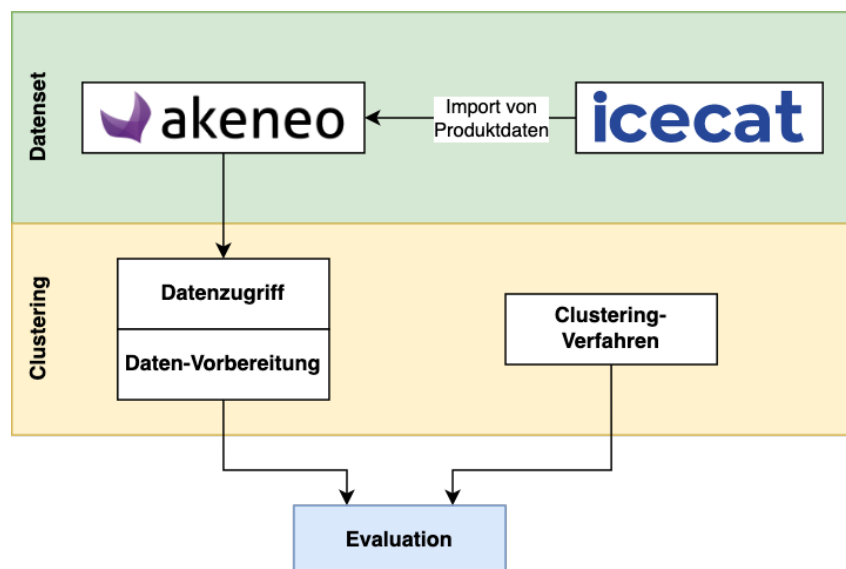 Datenset
akeneo
Import von
Produktdaten
icecat
Clustering
Datenzugriff
Daten-Vorbereitung
Clustering-
Verfahren
Evaluation